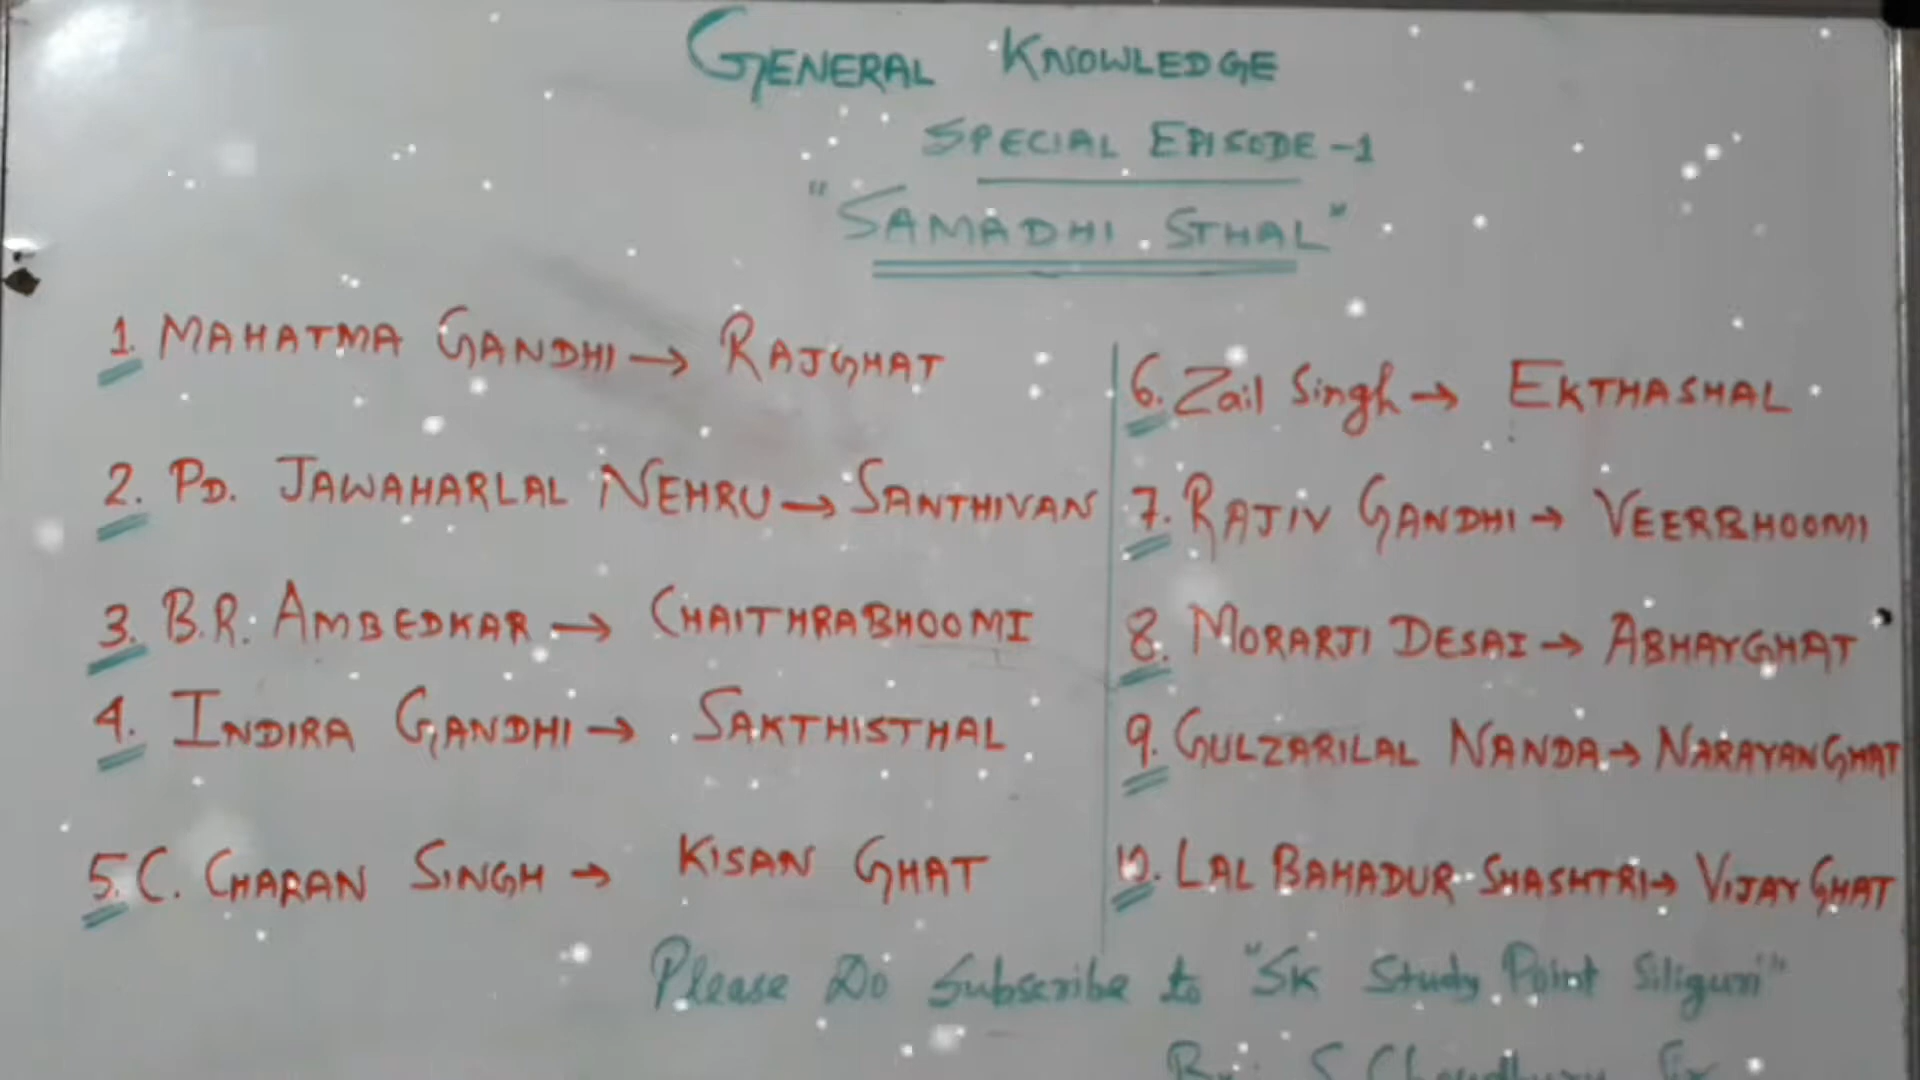 GENERAL KNOWLEDGE
SPECIAL EPISODE -1
"SAMADHI STHAL"
1. MAHATMA GANDHI → RAJGHAT
2. PD. JAWAHARLAL NEHRU → SANTHIVAN
3. B.R. AMBEDKAR → CHAITHRABHOOMI
4. INDIRA GANDHI → SAKTHISTHAL
5. C. CHARAN SINGH → KISAN GHAT
6. Zail Singh → EKTHASHAL
7. RAJIV GANDHI → VEERBHOOMI
8. MORARJI DESAI → ABHAYGHAT
9. GULZARILAL NANDA → NARAYANGHAT
10. LAL BAHADUR SHASHTRI → VIJAY GHAT
Please Do Subscribe to "SK Study Point Siliguri"
By: S Choudhury Sir